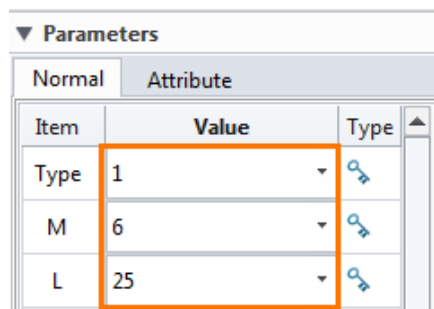 Parameters
Normal Attribute
Item Value Type
Type 1
M 6
L 25